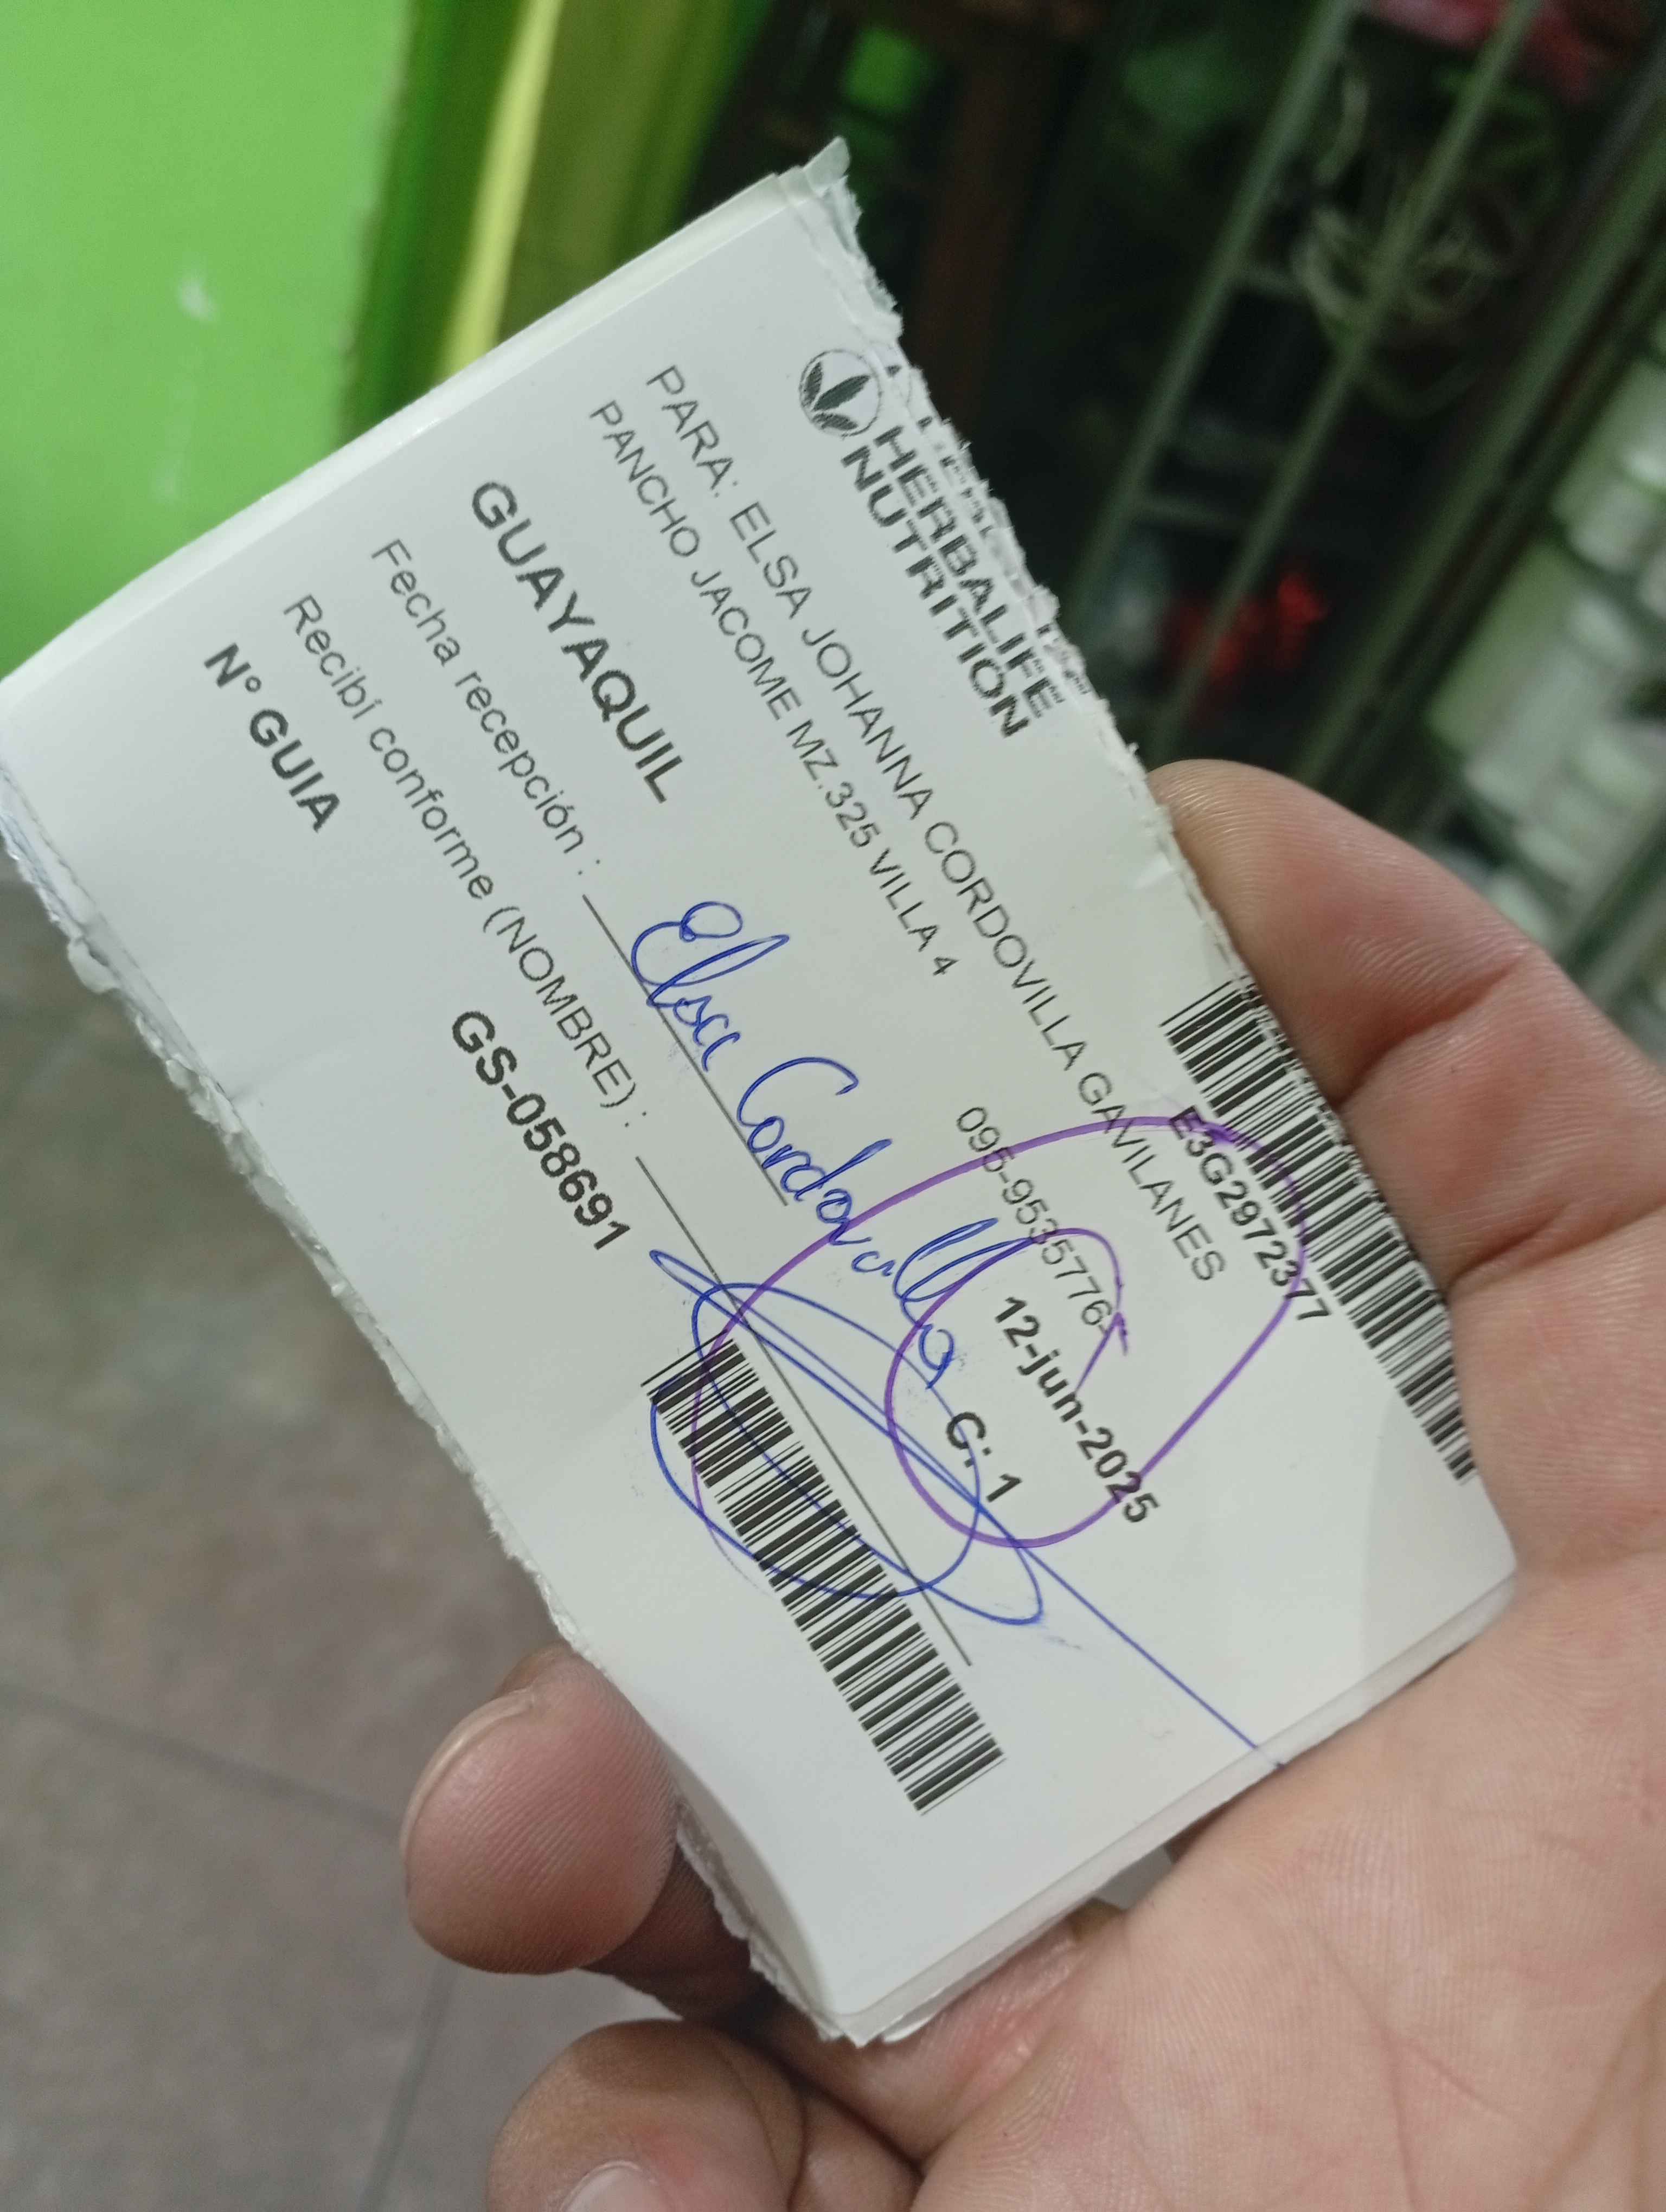 HERBALIFE
NUTRITION
E3G2972377
PARA: ELSA JOHANNA CORDOVILLA GAVILANES
PANCHO JACOME MZ.325 VILLA 4
095-9535776-
12-jun-2025
GUAYAQUIL
C: 1
Fecha recepción :
Elsa Cordovilla
Recibí conforme (NOMBRE) :
Nº GUIA
GS-058691